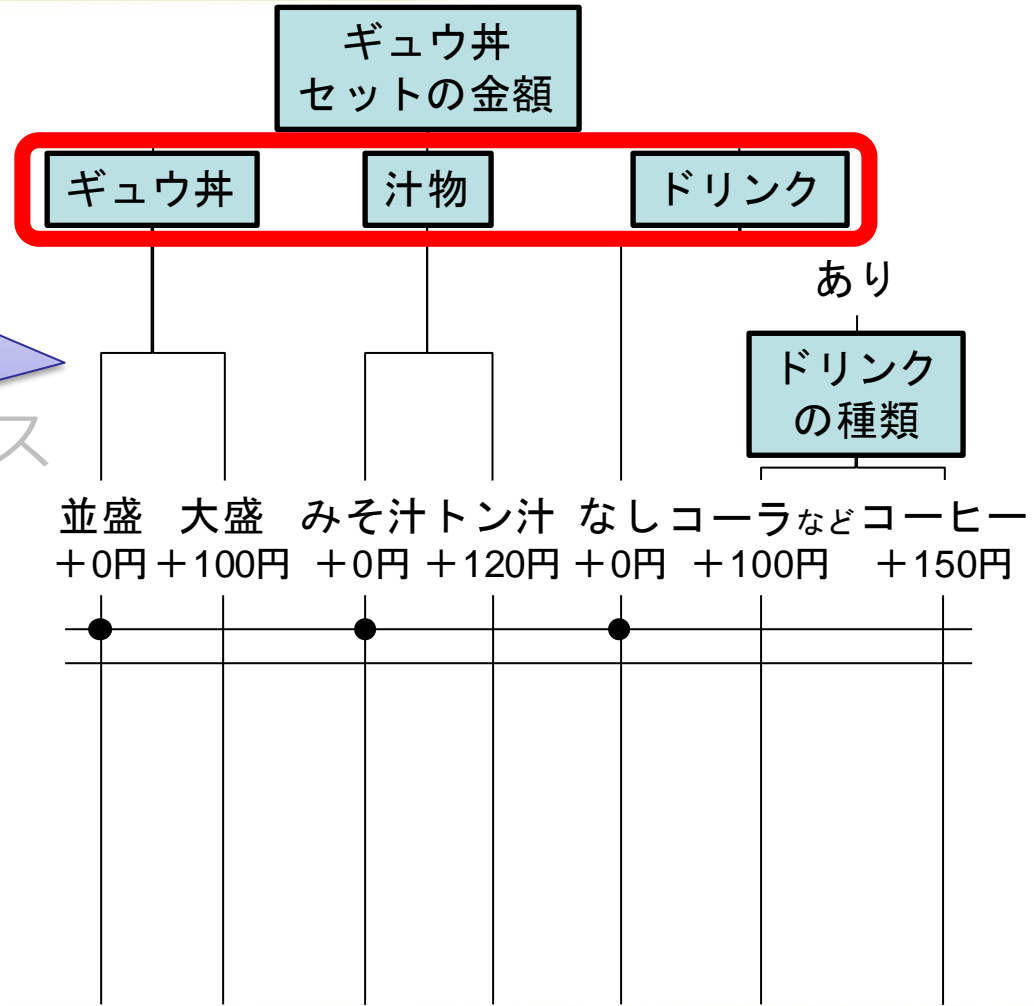 ギュウ丼
セットの金額
ギュウ丼 汁物 ドリンク
あり
ドリンク
の種類
ス
並盛 大盛 みそ汁 トン汁 なし コーラなど コーヒー
+0円 +100円 +0円 +120円 +0円 +100円 +150円